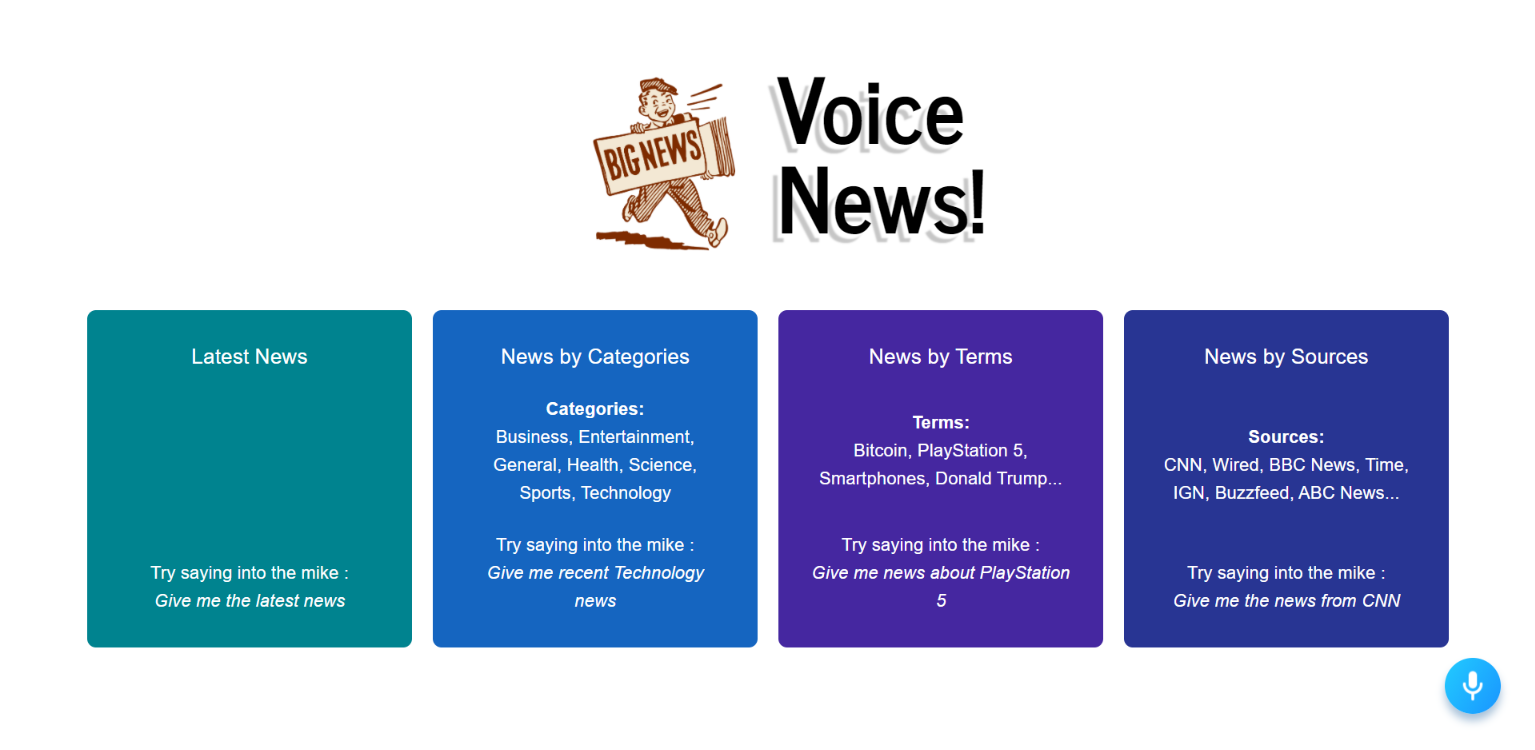 BIG NEWS
Voice
News!
Latest News
Try saying into the mike :
Give me the latest news
News by Categories
Categories:
Business, Entertainment,
General, Health, Science,
Sports, Technology
Try saying into the mike :
Give me recent Technology
news
News by Terms
Terms:
Bitcoin, PlayStation 5,
Smartphones, Donald Trump...
Try saying into the mike :
Give me news about PlayStation
5
News by Sources
Sources:
CNN, Wired, BBC News, Time,
IGN, Buzzfeed, ABC News...
Try saying into the mike :
Give me the news from CNN